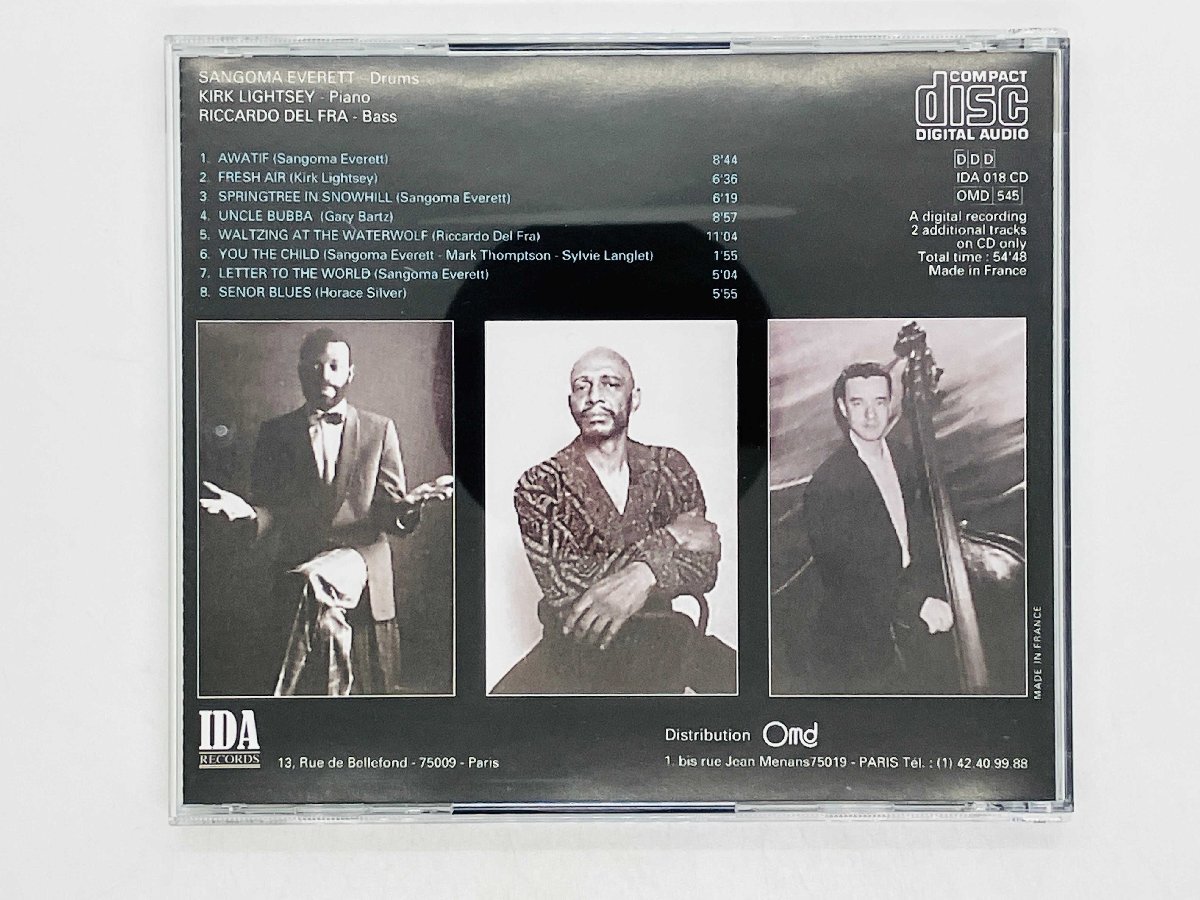 SANGOMA EVERETT - Drums
KIRK LIGHTSEY - Piano
RICCARDO DEL FRA - Bass
COMPACT
disc
DIGITAL AUDIO
1. AWATIF (Sangoma Everett) 8'44
2. FRESH AIR (Kirk Lightsey) 6'36
3. SPRINGTREE IN SNOWHILL (Sangoma Everett) 6'19
4. UNCLE BUBBA (Gary Bartz) 8'57
5. WALTZING AT THE WATERWOLF (Riccardo Del Fra) 11'04
6. YOU THE CHILD (Sangoma Everett - Mark Thomptson - Sylvie Langlet) 1'55
7. LETTER TO THE WORLD (Sangoma Everett) 5'04
8. SENOR BLUES (Horace Silver) 5'55
D D D
IDA 018 CD
OMD 545
A digital recording
2 additional tracks
on CD only
Total time : 54'48
Made in France
MADE IN FRANCE
IDA
RECORDS
13, Rue de Bellefond - 75009 - Paris
Distribution Omd
1. bis rue Jean Menans75019 - PARIS Tél. : (1) 42.40.99.88